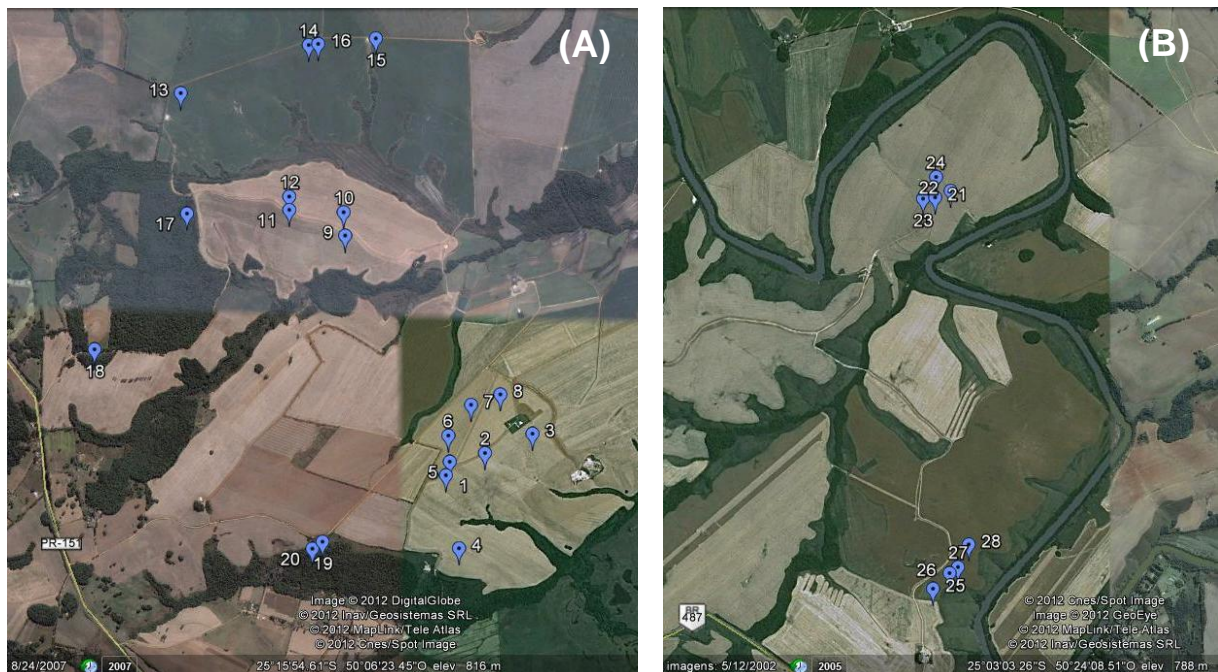 (A)
14
16
15
13
12
10
11
17
9
18
8
7
3
6
2
5
1
4
20
19
PR-151
Image © 2012 DigitalGlobe
© 2012 Inav/Geosistemas SRL
© 2012 MapLink/Tele Atlas
© 2012 Cnes/Spot Image
8/24/2007 2007 25°15'54.61"S 50°06'23.45"O elev 816 m
(B)
24
22
21
23
28
27
26
25
BR
487
© 2012 Cnes/Spot Image
Image © 2012 GeoEye
© 2012 MapLink/Tele Atlas
© 2012 Inav/Geosistemas SRL
imagens: 5/12/2002 2005 25°03'03.26"S 50°24'08.51"O elev 788 m